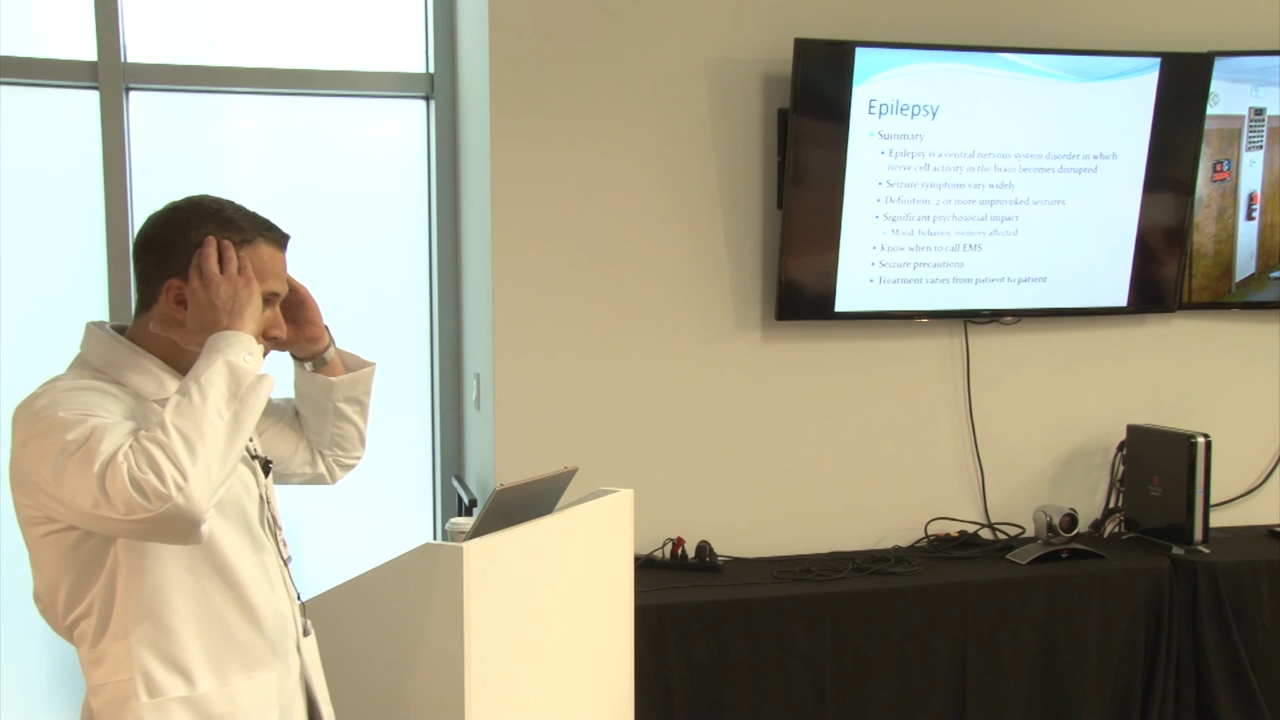 Epilepsy
Summary
Epilepsy is a central nervous system disorder in which
nerve cell activity in the brain becomes disrupted
Seizure symptoms vary widely
Definition: 2 or more unprovoked seizures
Significant psychosocial impact
Mood, behavior, memory affected
Know when to call EMS
Seizure precautions
Treatment varies from patient to patient